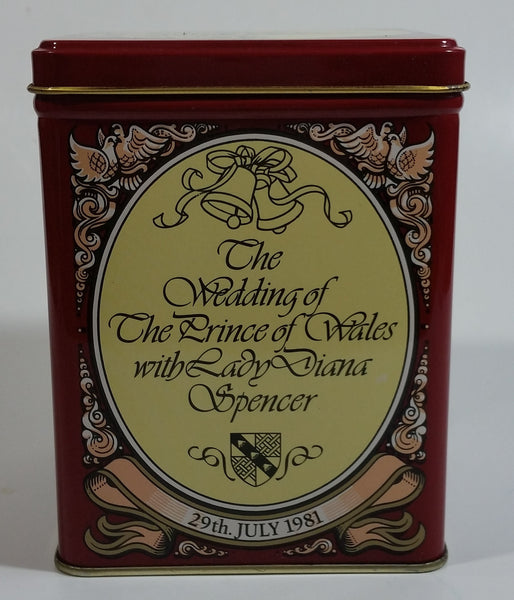 The
Wedding of
The Prince of Wales
with Lady Diana
Spencer
29th. JULY 1981